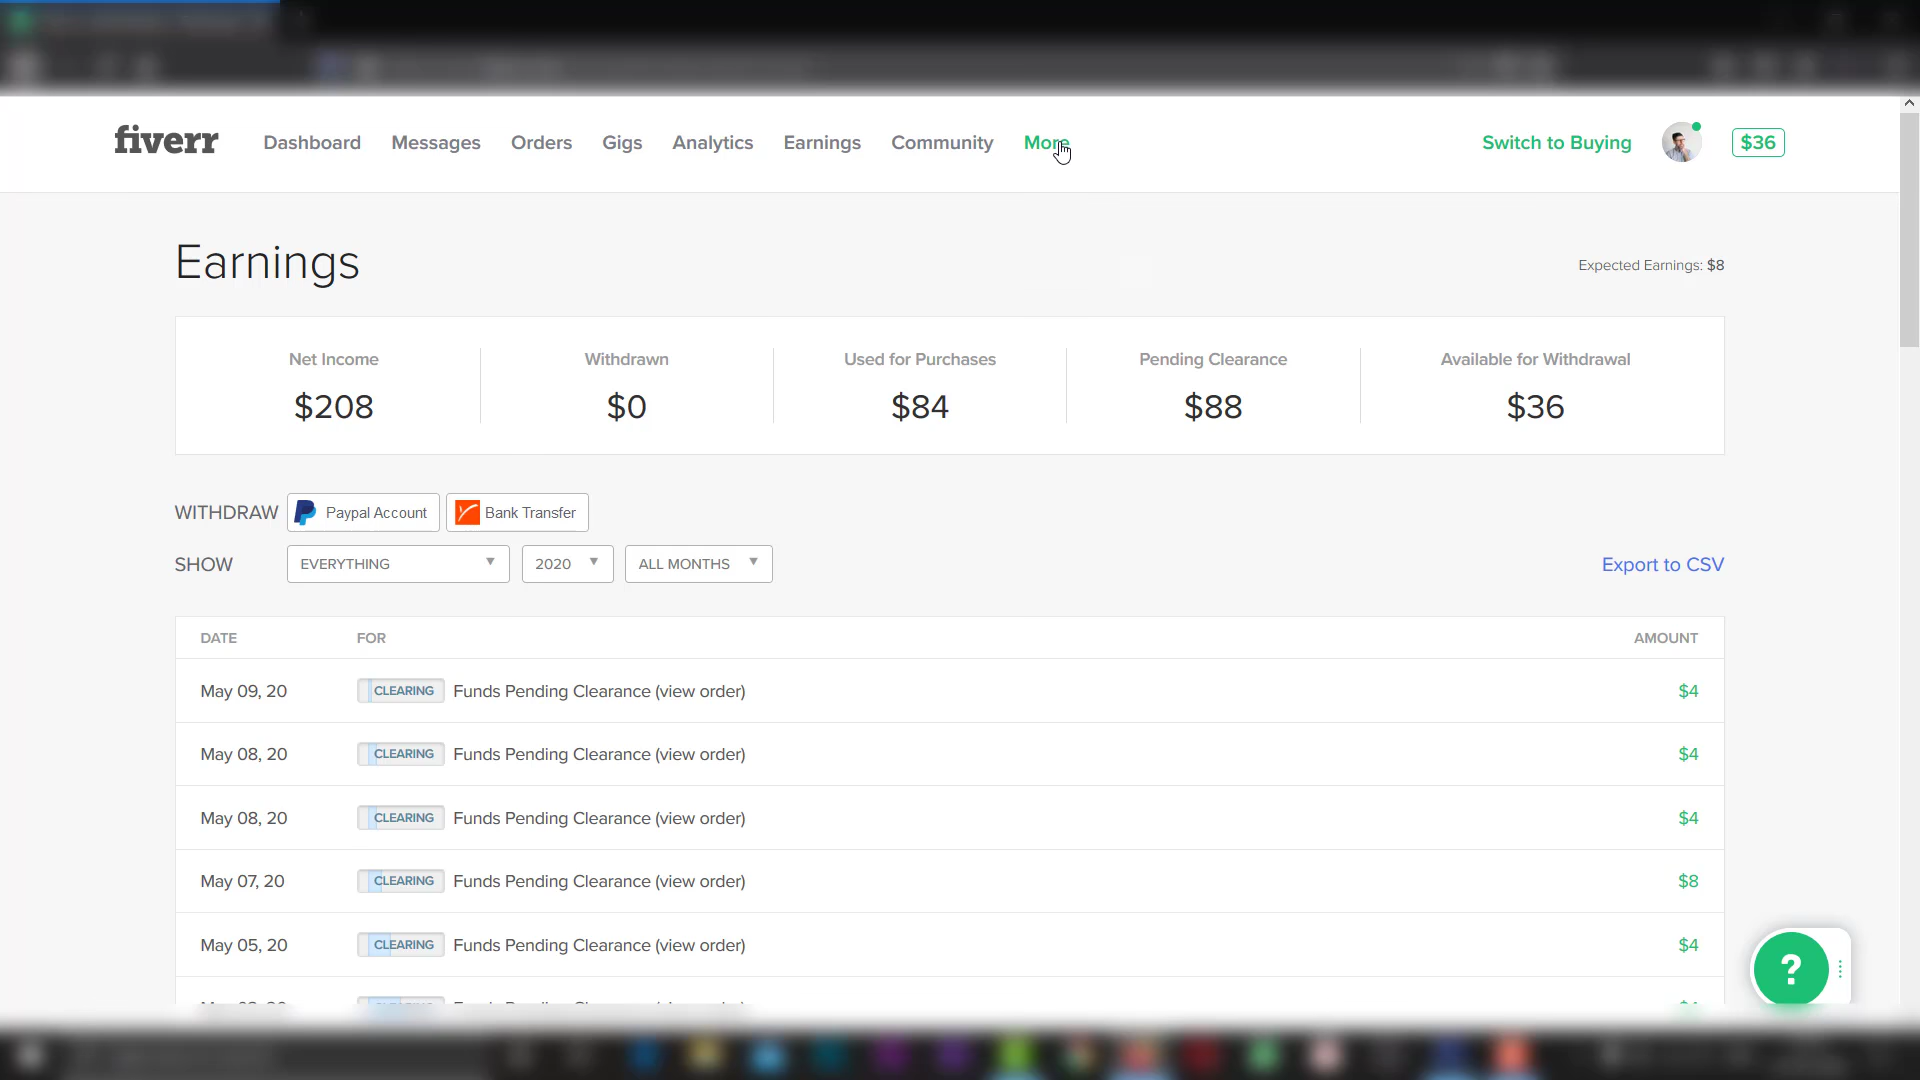 fiverr Dashboard Messages Orders Gigs Analytics Earnings Community More Switch to Buying $36
Earnings
Expected Earnings: $8
Net Income Withdrawn Used for Purchases Pending Clearance Available for Withdrawal
$208 $0 $84 $88 $36
WITHDRAW Paypal Account Bank Transfer
SHOW EVERYTHING 2020 ALL MONTHS Export to CSV
DATE FOR AMOUNT
May 09, 20 CLEARING Funds Pending Clearance (view order) $4
May 08, 20 CLEARING Funds Pending Clearance (view order) $4
May 08, 20 CLEARING Funds Pending Clearance (view order) $4
May 07, 20 CLEARING Funds Pending Clearance (view order) $8
May 05, 20 CLEARING Funds Pending Clearance (view order) $4
?